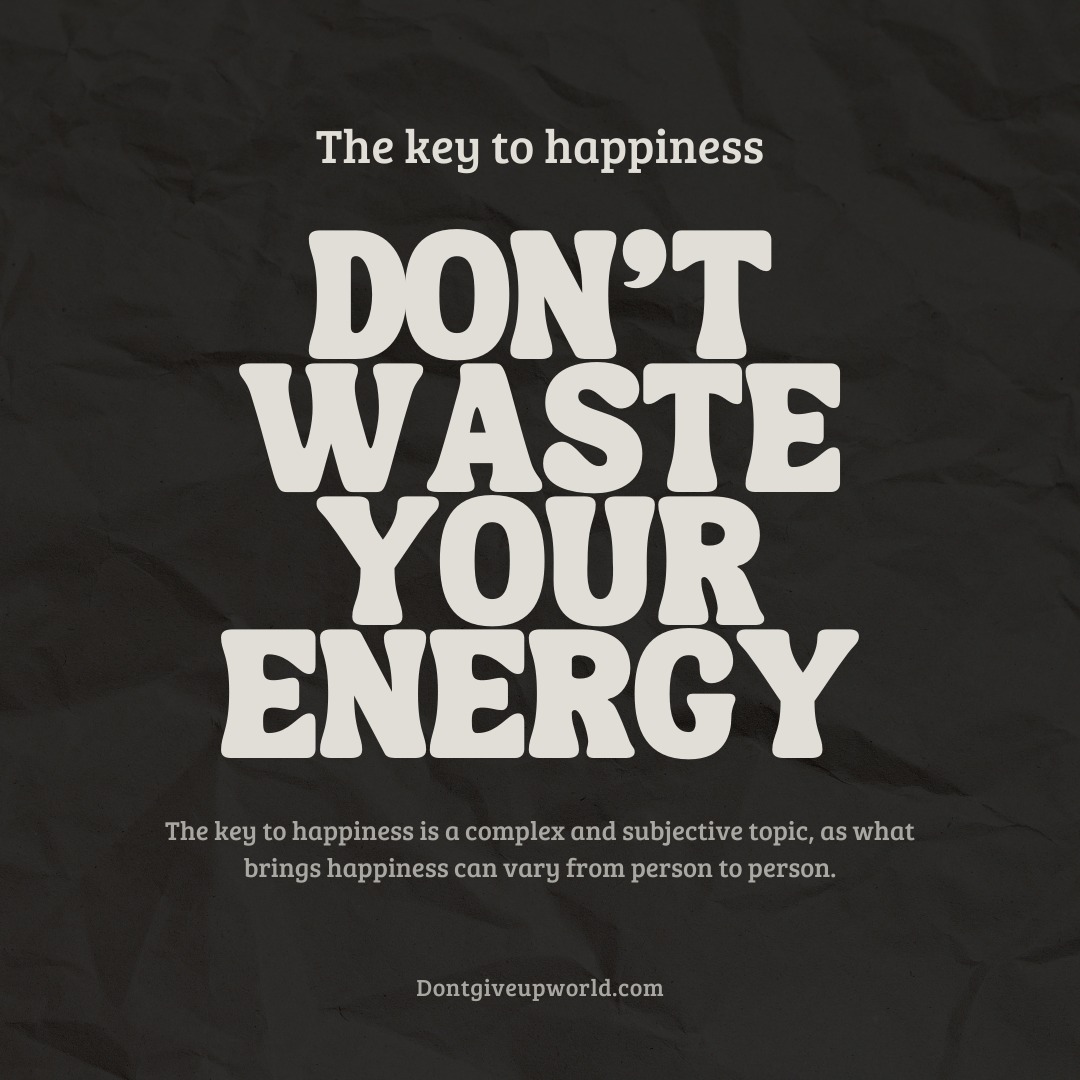 The key to happiness
DON’T
WASTE
YOUR
ENERGY
The key to happiness is a complex and subjective topic, as what
brings happiness can vary from person to person.
Dontgiveupworld.com